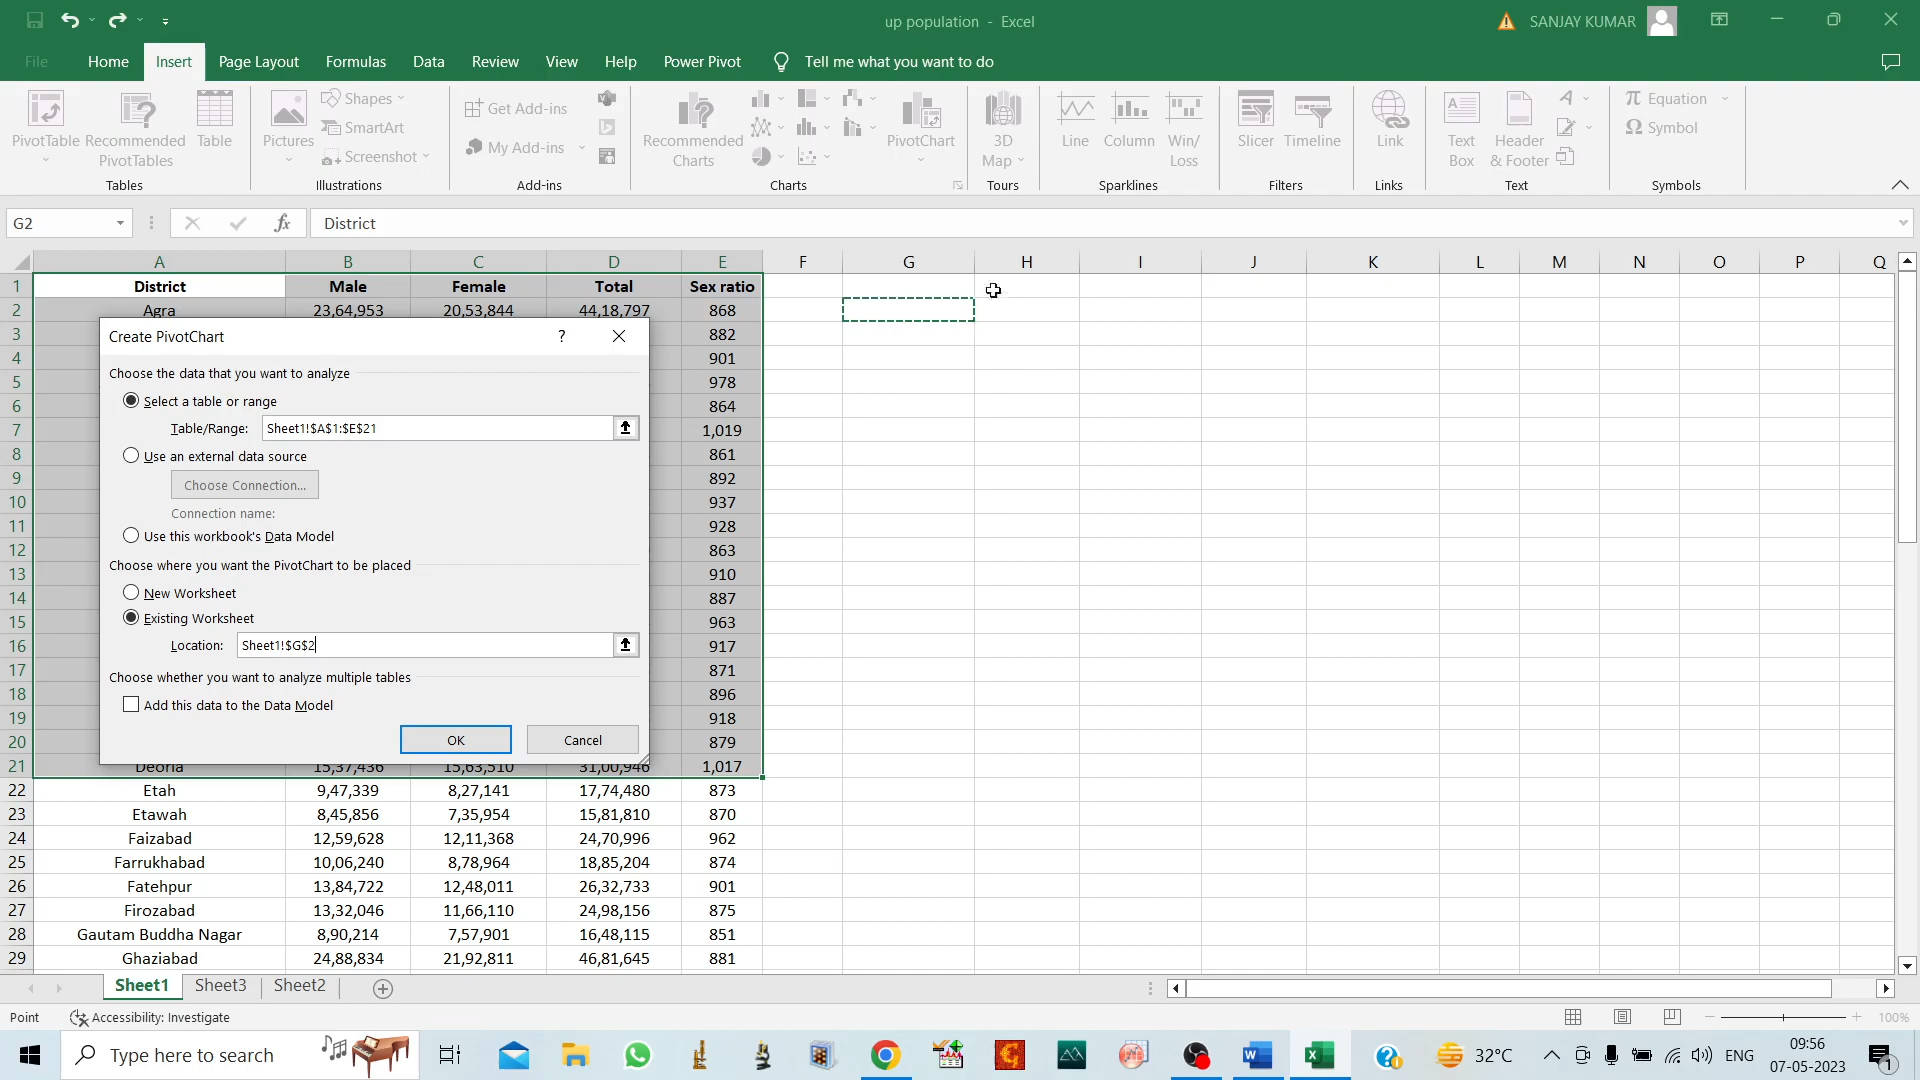 up population - Excel
SANJAY KUMAR
File Home Insert Page Layout Formulas Data Review View Help Power Pivot Tell me what you want to do
PivotTable
Recommended PivotTables
Table
Tables
Pictures
Shapes
SmartArt
Screenshot
Illustrations
Get Add-ins
My Add-ins
Add-ins
Recommended Charts
PivotChart
Charts
3D Map
Tours
Line
Column
Win/ Loss
Sparklines
Slicer
Timeline
Filters
Link
Links
Text Box
Header & Footer
Text
Equation
Symbol
Symbols
G2
fx
District
A B C D E F G H I J K L M N O P Q
1 District Male Female Total Sex ratio
2 Agra 23,64,953 20,53,844 44,18,797 868
3 882
4 901
5 978
6 864
7 1,019
8 861
9 892
10 937
11 928
12 863
13 910
14 887
15 963
16 917
17 871
18 896
19 918
20 879
21 Deoria 15,37,436 15,63,510 31,00,946 1,017
22 Etah 9,47,339 8,27,141 17,74,480 873
23 Etawah 8,45,856 7,35,954 15,81,810 870
24 Faizabad 12,59,628 12,11,368 24,70,996 962
25 Farrukhabad 10,06,240 8,78,964 18,85,204 874
26 Fatehpur 13,84,722 12,48,011 26,32,733 901
27 Firozabad 13,32,046 11,66,110 24,98,156 875
28 Gautam Buddha Nagar 8,90,214 7,57,901 16,48,115 851
29 Ghaziabad 24,88,834 21,92,811 46,81,645 881
Create PivotChart ?
Choose the data that you want to analyze
Select a table or range
Table/Range: Sheet1!$A$1:$E$21
Use an external data source
Choose Connection...
Connection name:
Use this workbook's Data Model
Choose where you want the PivotChart to be placed
New Worksheet
Existing Worksheet
Location: Sheet1!$G$2
Choose whether you want to analyze multiple tables
Add this data to the Data Model
OK Cancel
Sheet1 Sheet3 Sheet2
Point Accessibility: Investigate 100%
Type here to search
32°C
ENG
09:56
07-05-2023
1